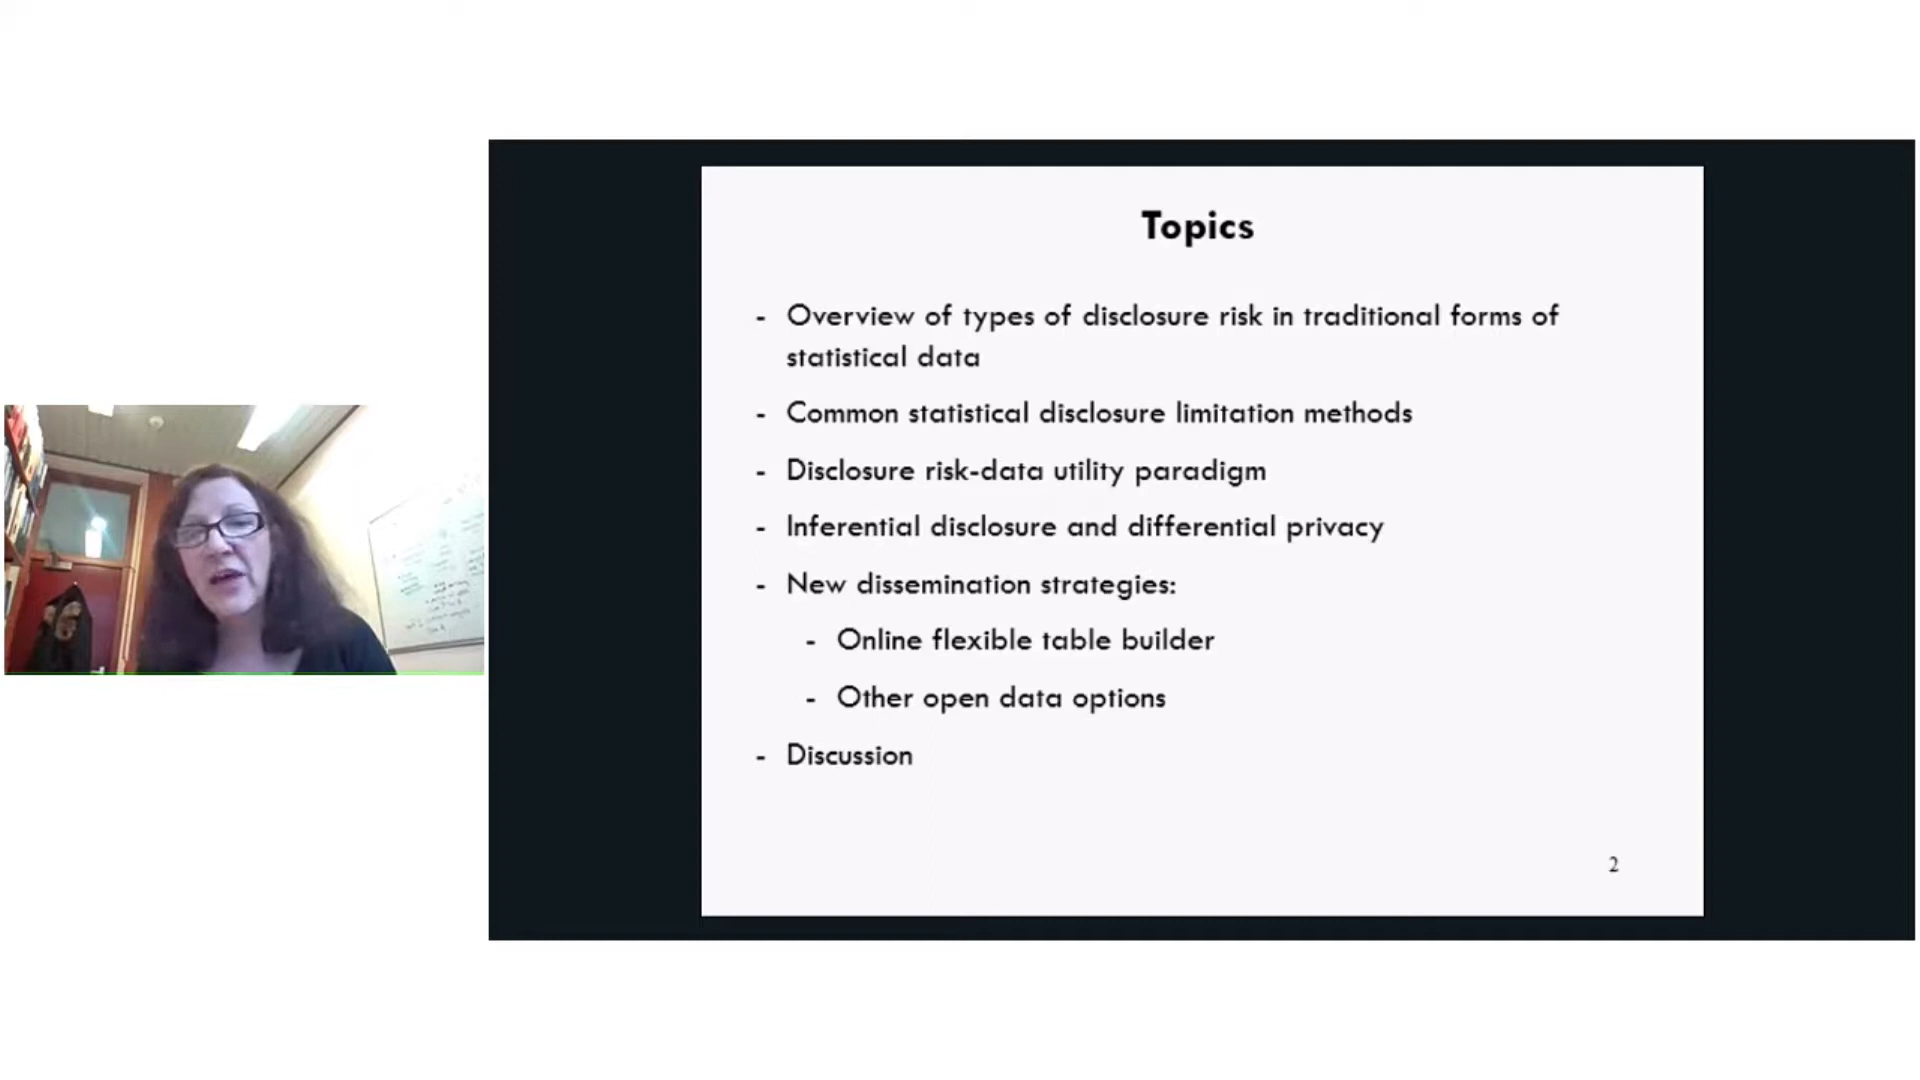 Topics
- Overview of types of disclosure risk in traditional forms of
statistical data
- Common statistical disclosure limitation methods
- Disclosure risk-data utility paradigm
- Inferential disclosure and differential privacy
- New dissemination strategies:
- Online flexible table builder
- Other open data options
- Discussion
2